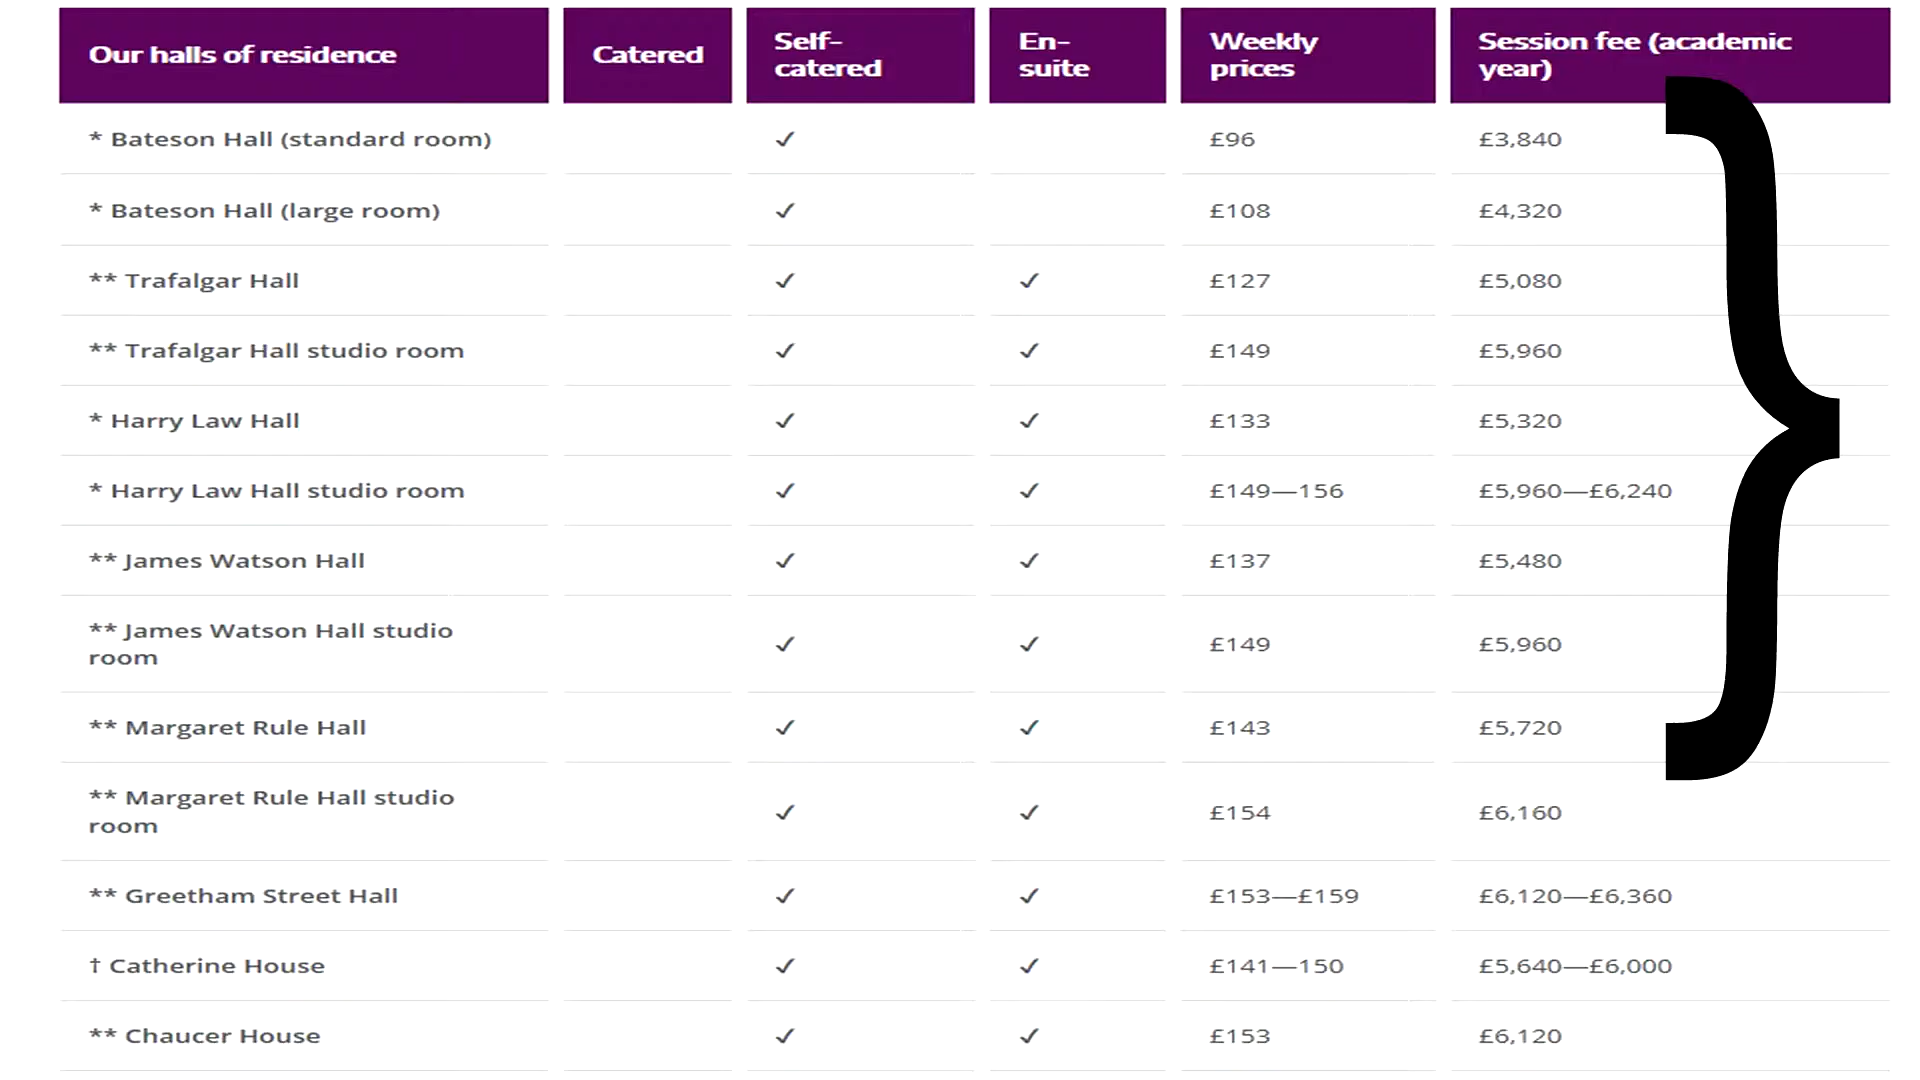 Our halls of residence Catered Self-catered En-suite Weekly prices Session fee (academic year)
* Bateson Hall (standard room) ✓ £96 £3,840
* Bateson Hall (large room) ✓ £108 £4,320
** Trafalgar Hall ✓ ✓ £127 £5,080
** Trafalgar Hall studio room ✓ ✓ £149 £5,960
* Harry Law Hall ✓ ✓ £133 £5,320
* Harry Law Hall studio room ✓ ✓ £149—156 £5,960—£6,240
** James Watson Hall ✓ ✓ £137 £5,480
** James Watson Hall studio room ✓ ✓ £149 £5,960
** Margaret Rule Hall ✓ ✓ £143 £5,720
** Margaret Rule Hall studio room ✓ ✓ £154 £6,160
** Greetham Street Hall ✓ ✓ £153—£159 £6,120—£6,360
† Catherine House ✓ ✓ £141—150 £5,640—£6,000
** Chaucer House ✓ ✓ £153 £6,120
}